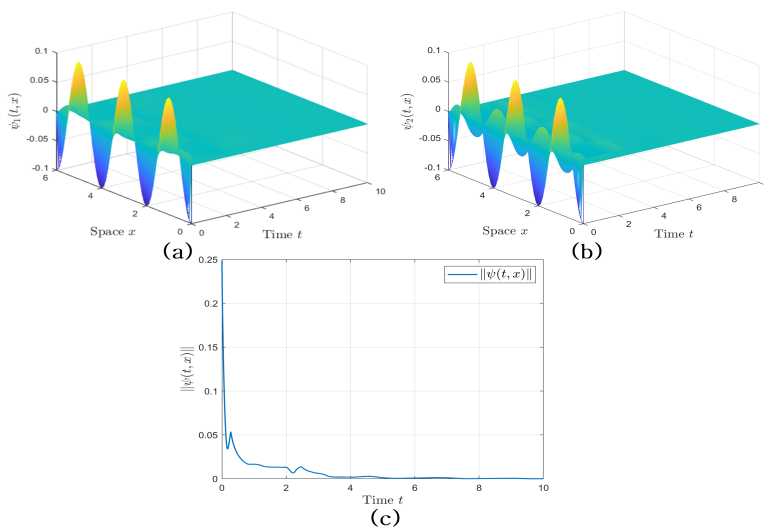 0.1
0.05
0
-0.05
-0.1
ψ₁(t, x)
6
4
2
0
Space x
0
2
4
6
8
10
Time t
(a)
0.1
0.05
0
-0.05
-0.1
ψ₂(t, x)
6
4
2
0
Space x
0
2
4
6
8
Time t
(b)
0.25
0.2
0.15
0.1
0.05
0
||ψ(t, x)||
||ψ(t, x)||
0 2 4 6 8 10
Time t
(c)